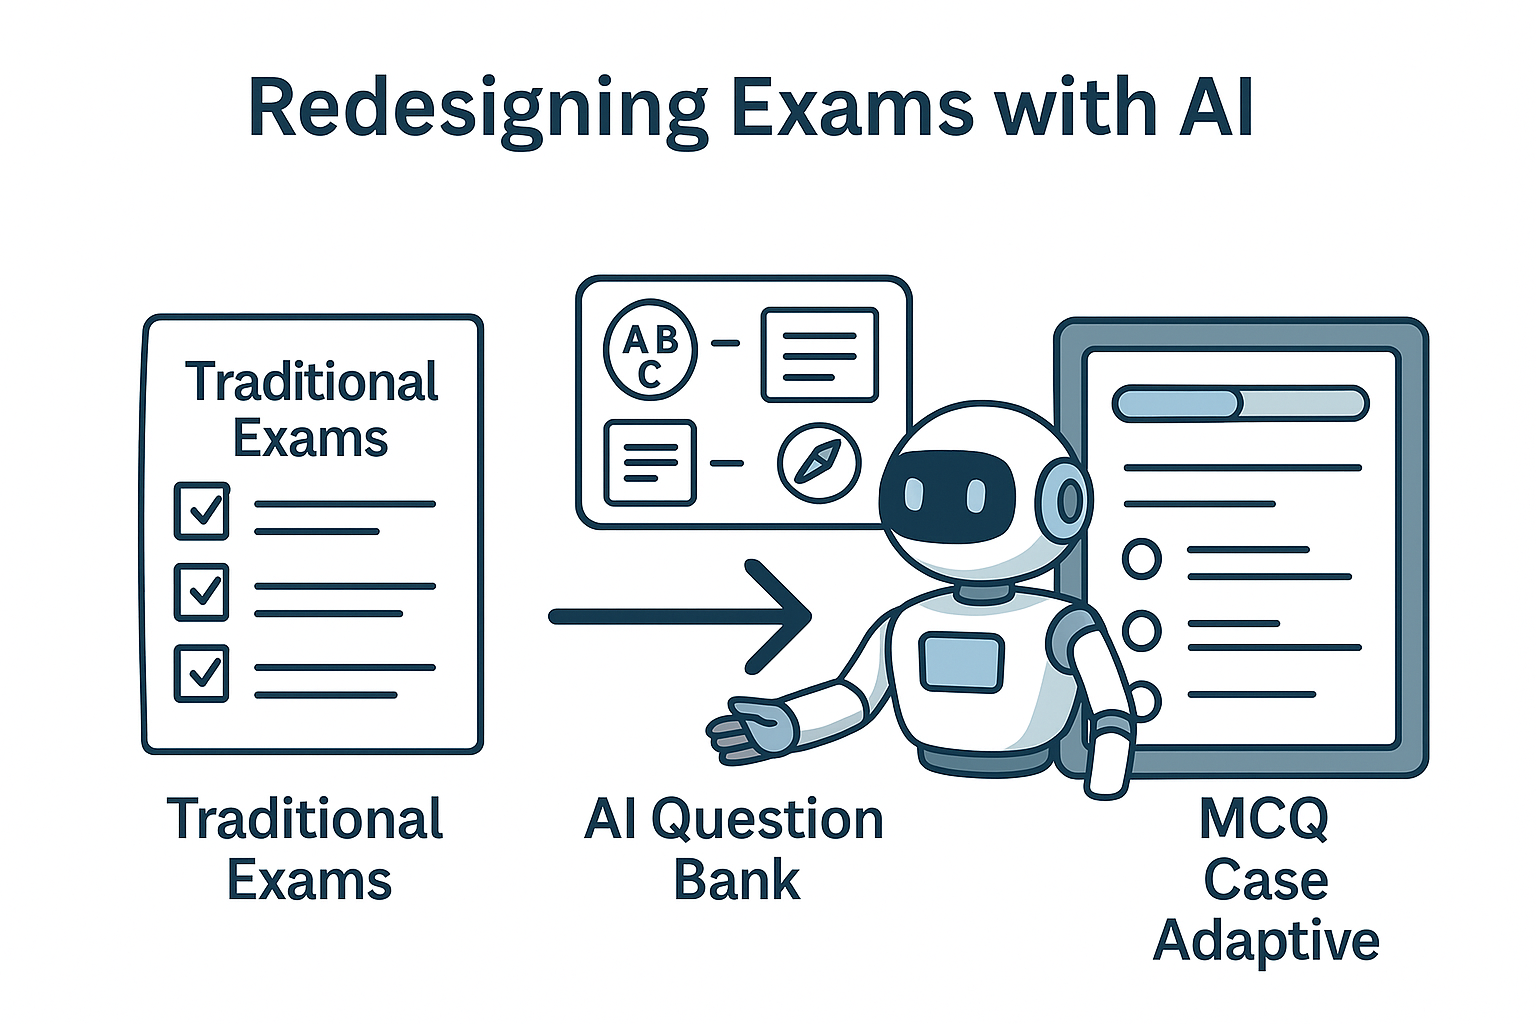 Redesigning Exams with AI
Traditional
Exams
A B
C
Traditional
Exams
AI Question
Bank
MCQ
Case
Adaptive